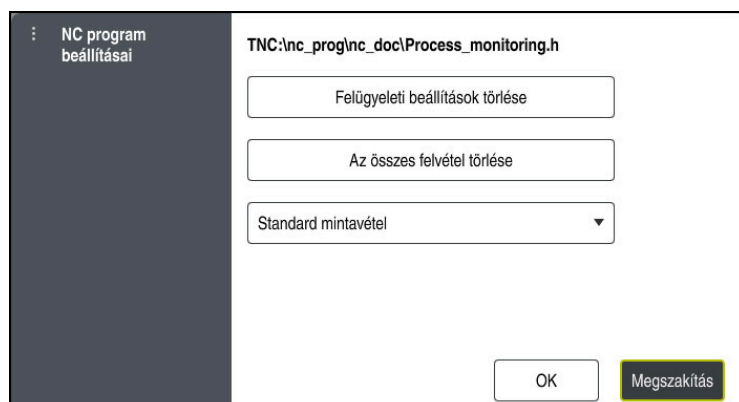 NC program
beállításai
TNC:\nc_prog\nc_doc\Process_monitoring.h
Felügyeleti beállítások törlése
Az összes felvétel törlése
Standard mintavétel
OK
Megszakítás